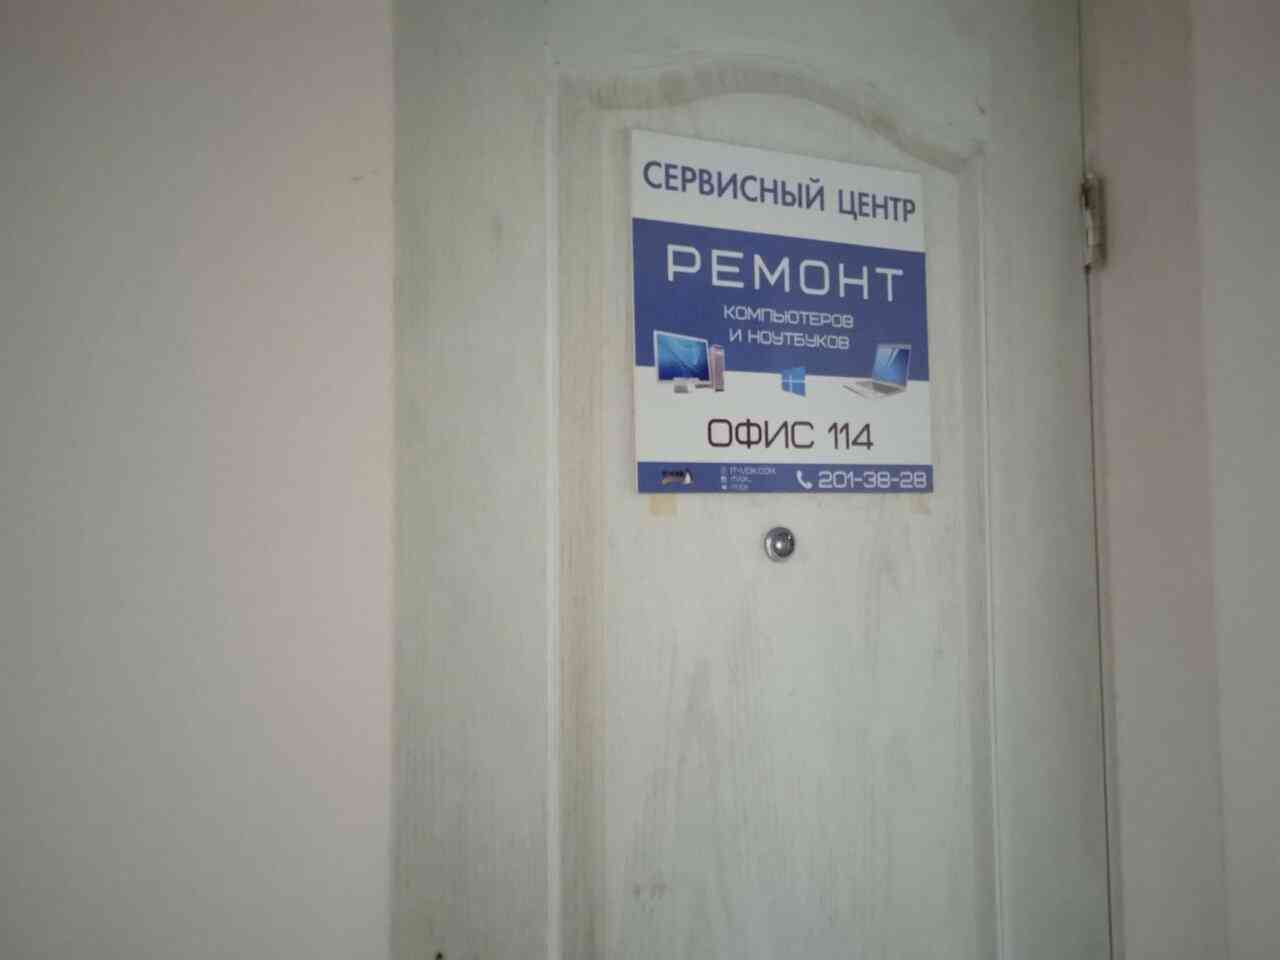 СЕРВИСНЫЙ ЦЕНТР
РЕМОНТ
КОМПЬЮТЕРОВ
И НОУТБУКОВ
ОФИС 114
201-38-28